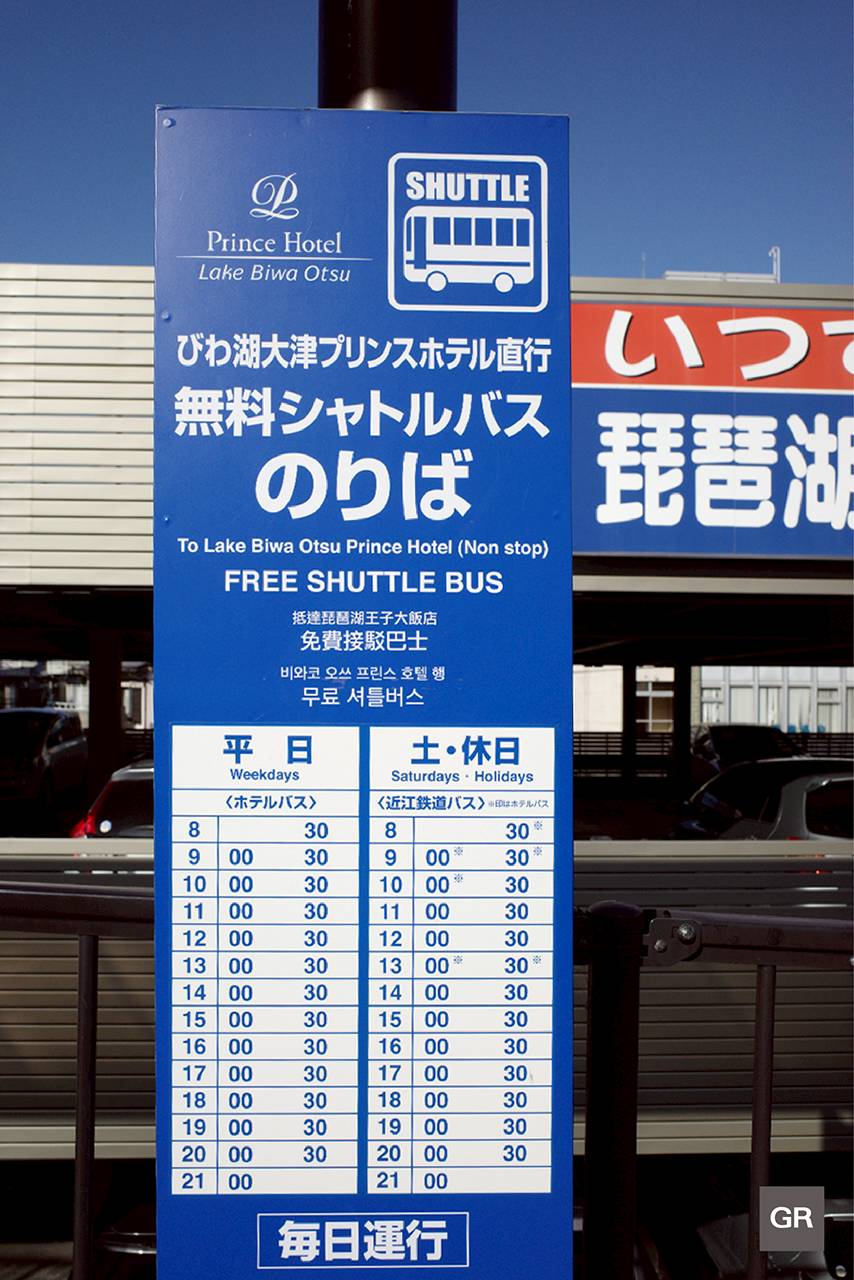 SHUTTLE
Prince Hotel
Lake Biwa Otsu
びわ湖大津プリンスホテル直行
無料シャトルバス
のりば
To Lake Biwa Otsu Prince Hotel (Non stop)
FREE SHUTTLE BUS
抵達琵琶湖王子大飯店
免費接駁巴士
비와코 오쓰 프린스 호텔 행
무료 셔틀버스
平日
Weekdays
〈ホテルバス〉
8 30
9 00 30
10 00 30
11 00 30
12 00 30
13 00 30
14 00 30
15 00 30
16 00 30
17 00 30
18 00 30
19 00 30
20 00 30
21 00
土・休日
Saturdays・Holidays
〈近江鉄道バス〉※印はホテルバス
8 30※
9 00※ 30※
10 00※ 30
11 00 30
12 00 30
13 00※ 30※
14 00 30
15 00 30
16 00 30
17 00 30
18 00 30
19 00 30
20 00 30
21 00
毎日運行
いつ
琵琶湖
GR